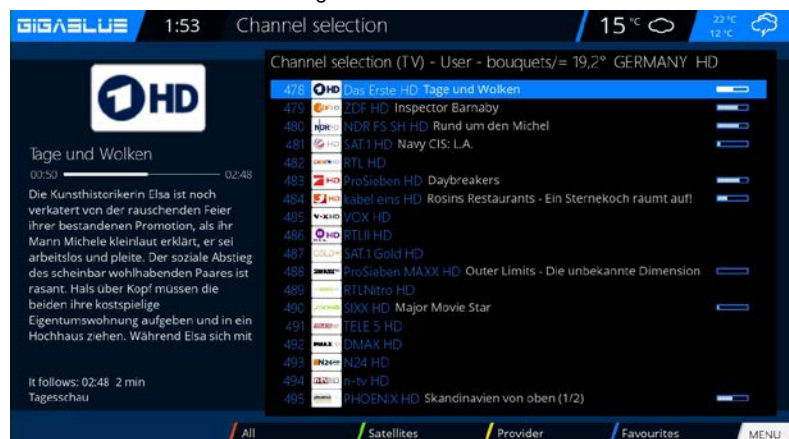 GIGABLUE 1:53 Channel selection 15 °C 22 °C
12 °C
Channel selection (TV) - User - bouquets/= 19,2° GERMANY HD
HD
Tage und Wolken
00:50 02:48
Die Kunsthistorikerin Elsa ist noch
verkatert von der rauschenden Feier
ihrer bestandenen Promotion, als ihr
Mann Michele kleinlaut erklärt, er sei
arbeitslos und pleite. Der soziale Abstieg
des scheinbar wohlhabenden Paares ist
rasant. Hals über Kopf müssen die
beiden ihre kostspielige
Eigentumswohnung aufgeben und in ein
Hochhaus ziehen. Während Elsa sich mit
It follows: 02:48 2 min
Tagesschau
478 HD Das Erste HD Tage und Wolken
479 ZDF HD Inspector Barnaby
480 NDR FS SH HD Rund um den Michel
481 HD SAT.1 HD Navy CIS: L.A.
482 RTL HD
483 HD ProSieben HD Daybreakers
484 HD kabel eins HD Rosins Restaurants - Ein Sternekoch räumt auf!
485 VOX HD
486 HD RTLII HD
487 SAT.1 Gold HD
488 ProSieben MAXX HD Outer Limits - Die unbekannte Dimension
489 RTLNitro HD
490 SIXX HD Major Movie Star
491 TELE 5 HD
492 DMAX HD
493 N24 HD
494 n-tv HD
495 PHOENIX HD Skandinavien von oben (1/2)
All Satellites Provider Favourites MENU